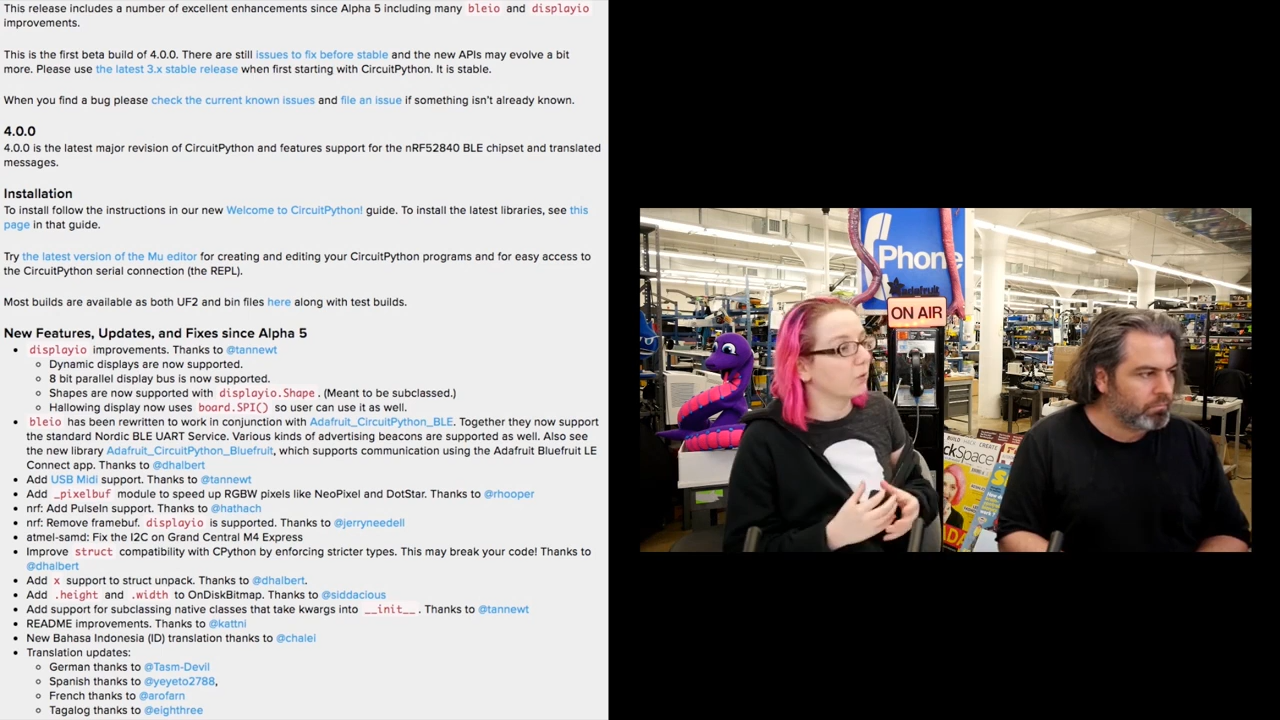 This release includes a number of excellent enhancements since Alpha 5 including many bleio and displayio
improvements.
This is the first beta build of 4.0.0. There are still issues to fix before stable and the new APIs may evolve a bit
more. Please use the latest 3.x stable release when first starting with CircuitPython. It is stable.
When you find a bug please check the current known issues and file an issue if something isn't already known.
4.0.0
4.0.0 is the latest major revision of CircuitPython and features support for the nRF52840 BLE chipset and translated
messages.
Installation
To install follow the instructions in our new Welcome to CircuitPython! guide. To install the latest libraries, see this
page in that guide.
Try the latest version of the Mu editor for creating and editing your CircuitPython programs and for easy access to
the CircuitPython serial connection (the REPL).
Most builds are available as both UF2 and bin files here along with test builds.
New Features, Updates, and Fixes since Alpha 5
displayio improvements. Thanks to @tannewt
Dynamic displays are now supported.
8 bit parallel display bus is now supported.
Shapes are now supported with displayio.Shape. (Meant to be subclassed.)
Hallowing display now uses board.SPI() so user can use it as well.
bleio has been rewritten to work in conjunction with Adafruit_CircuitPython_BLE. Together they now support
the standard Nordic BLE UART Service. Various kinds of advertising beacons are supported as well. Also see
the new library Adafruit_CircuitPython_Bluefruit, which supports communication using the Adafruit Bluefruit LE
Connect app. Thanks to @dhalbert
Add USB Midi support. Thanks to @tannewt
Add _pixelbuf module to speed up RGBW pixels like NeoPixel and DotStar. Thanks to @rhooper
nrf: Add PulseIn support. Thanks to @hathach
nrf: Remove framebuf. displayio is supported. Thanks to @jerryneedell
atmel-samd: Fix the I2C on Grand Central M4 Express
Improve struct compatibility with CPython by enforcing stricter types. This may break your code! Thanks to
@dhalbert
Add x support to struct unpack. Thanks to @dhalbert.
Add .height and .width to OnDiskBitmap. Thanks to @siddacious
Add support for subclassing native classes that take kwargs into __init__. Thanks to @tannewt
README improvements. Thanks to @kattni
New Bahasa Indonesia (ID) translation thanks to @chalei
Translation updates:
German thanks to @Tasm-Devil
Spanish thanks to @yeyeto2788,
French thanks to @arofarn
Tagalog thanks to @eighthree
Phone
adafruit
ON AIR
BUILD HACK CREATE
ckSpace